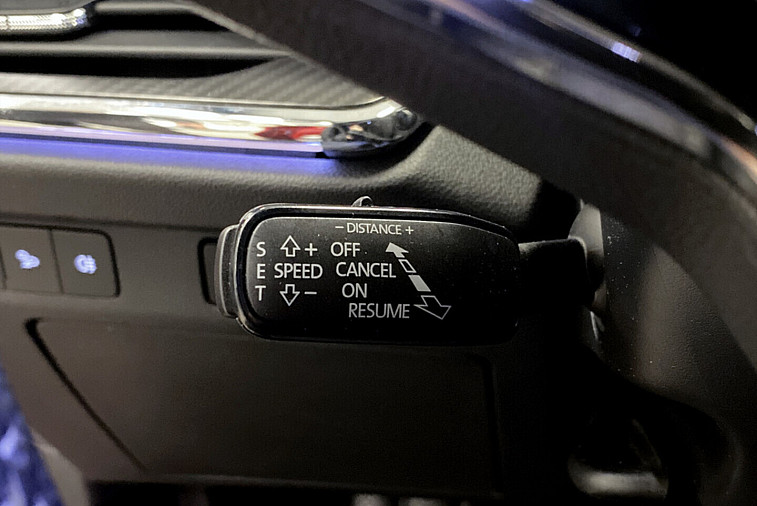 − DISTANCE +
S + OFF
E SPEED CANCEL
T − ON
RESUME